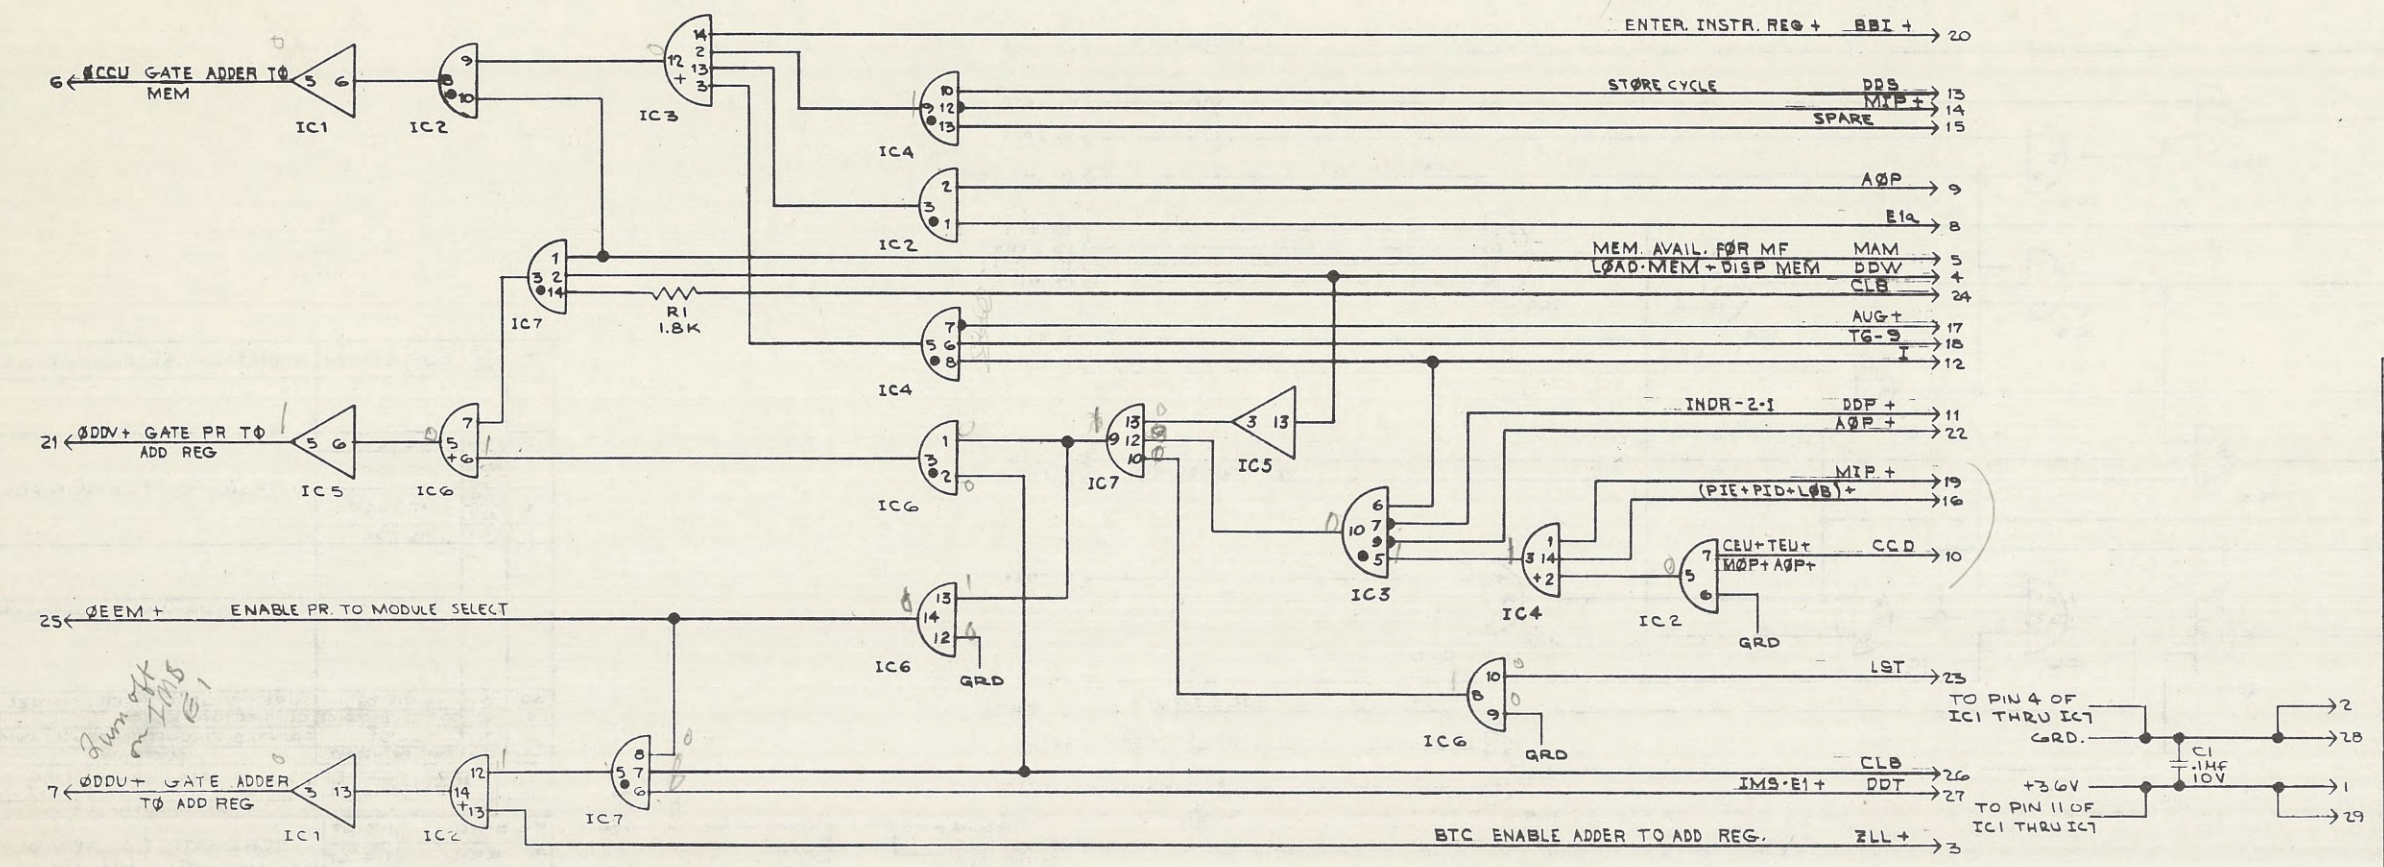 ENTER. INSTR. REG + BBI + 20
6 ØCCU GATE ADDER TØ MEM
5 6
IC1
8 9 10
IC2
14 2 13 3 12 +
IC3
STØRE CYCLE DDS 13
MIP + 14
SPARE 15
10 12 13 9
IC4
AØP 9
E1a 8
2 3 1
IC2
MEM. AVAIL. FØR MF MAM 5
LØAD·MEM + DISP MEM DDW 4
CLB 24
1 3 2 14
IC7
R1
1.8K
AUG + 17
TG-9 18
I 12
7 5 6 8
IC4
INDR-2·I DDP + 11
AØP + 22
21 ØDDV+ GATE PR TØ
ADD REG
5 6
IC5
7 5 +6
IC6
1 3 2
IC6
13 9 12 10
IC7
3 13
IC5
MIP + 19
(PIE+PID+LØB)+ 16
6 10 7 9 5
IC3
1 3 14 +2
IC4
CEU+TEU+ CCD 10
MØP+AØP+
7 5 6
IC2
GRD
25 ØEEM + ENABLE PR. TO MODULE SELECT
13 14 12
IC6
GRD
LST 23
10 8 9
IC6
GRD
TO PIN 4 OF
IC1 THRU IC7
GRD.
2
28
C1
.1MF
10V
+3.6V
TO PIN 11 OF
IC1 THRU IC7
1
29
Turn off
on IMS
E1
7 ØDDU+ GATE ADDER
TØ ADD REG
3 13
IC1
12 14 +13
IC2
8 5 7 6
IC7
CLB 26
IMS·E1+ DDT 27
BTC ENABLE ADDER TO ADD REG. ZLL + 3